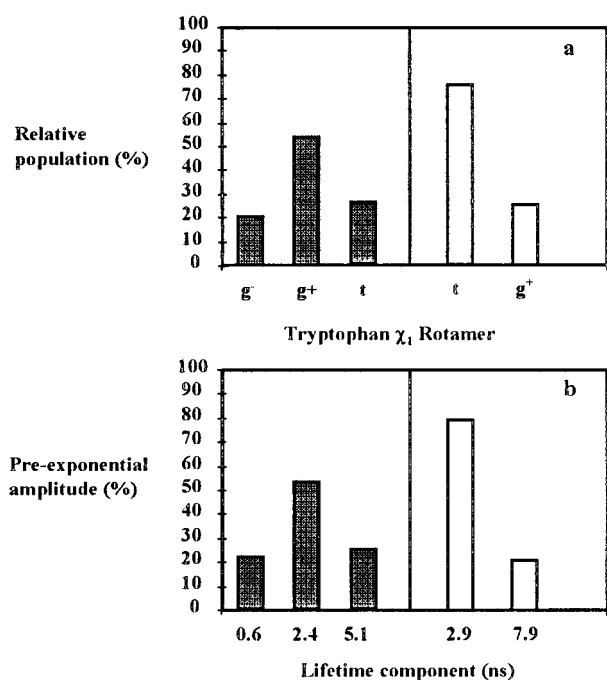 a
100
90
80
70
60
50
40
30
20
10
0
Relative
population (%)
g⁻ g+ t t g⁺
Tryptophan χ₁ Rotamer
b
100
90
80
70
60
50
40
30
20
10
0
Pre-exponential
amplitude (%)
0.6 2.4 5.1 2.9 7.9
Lifetime component (ns)